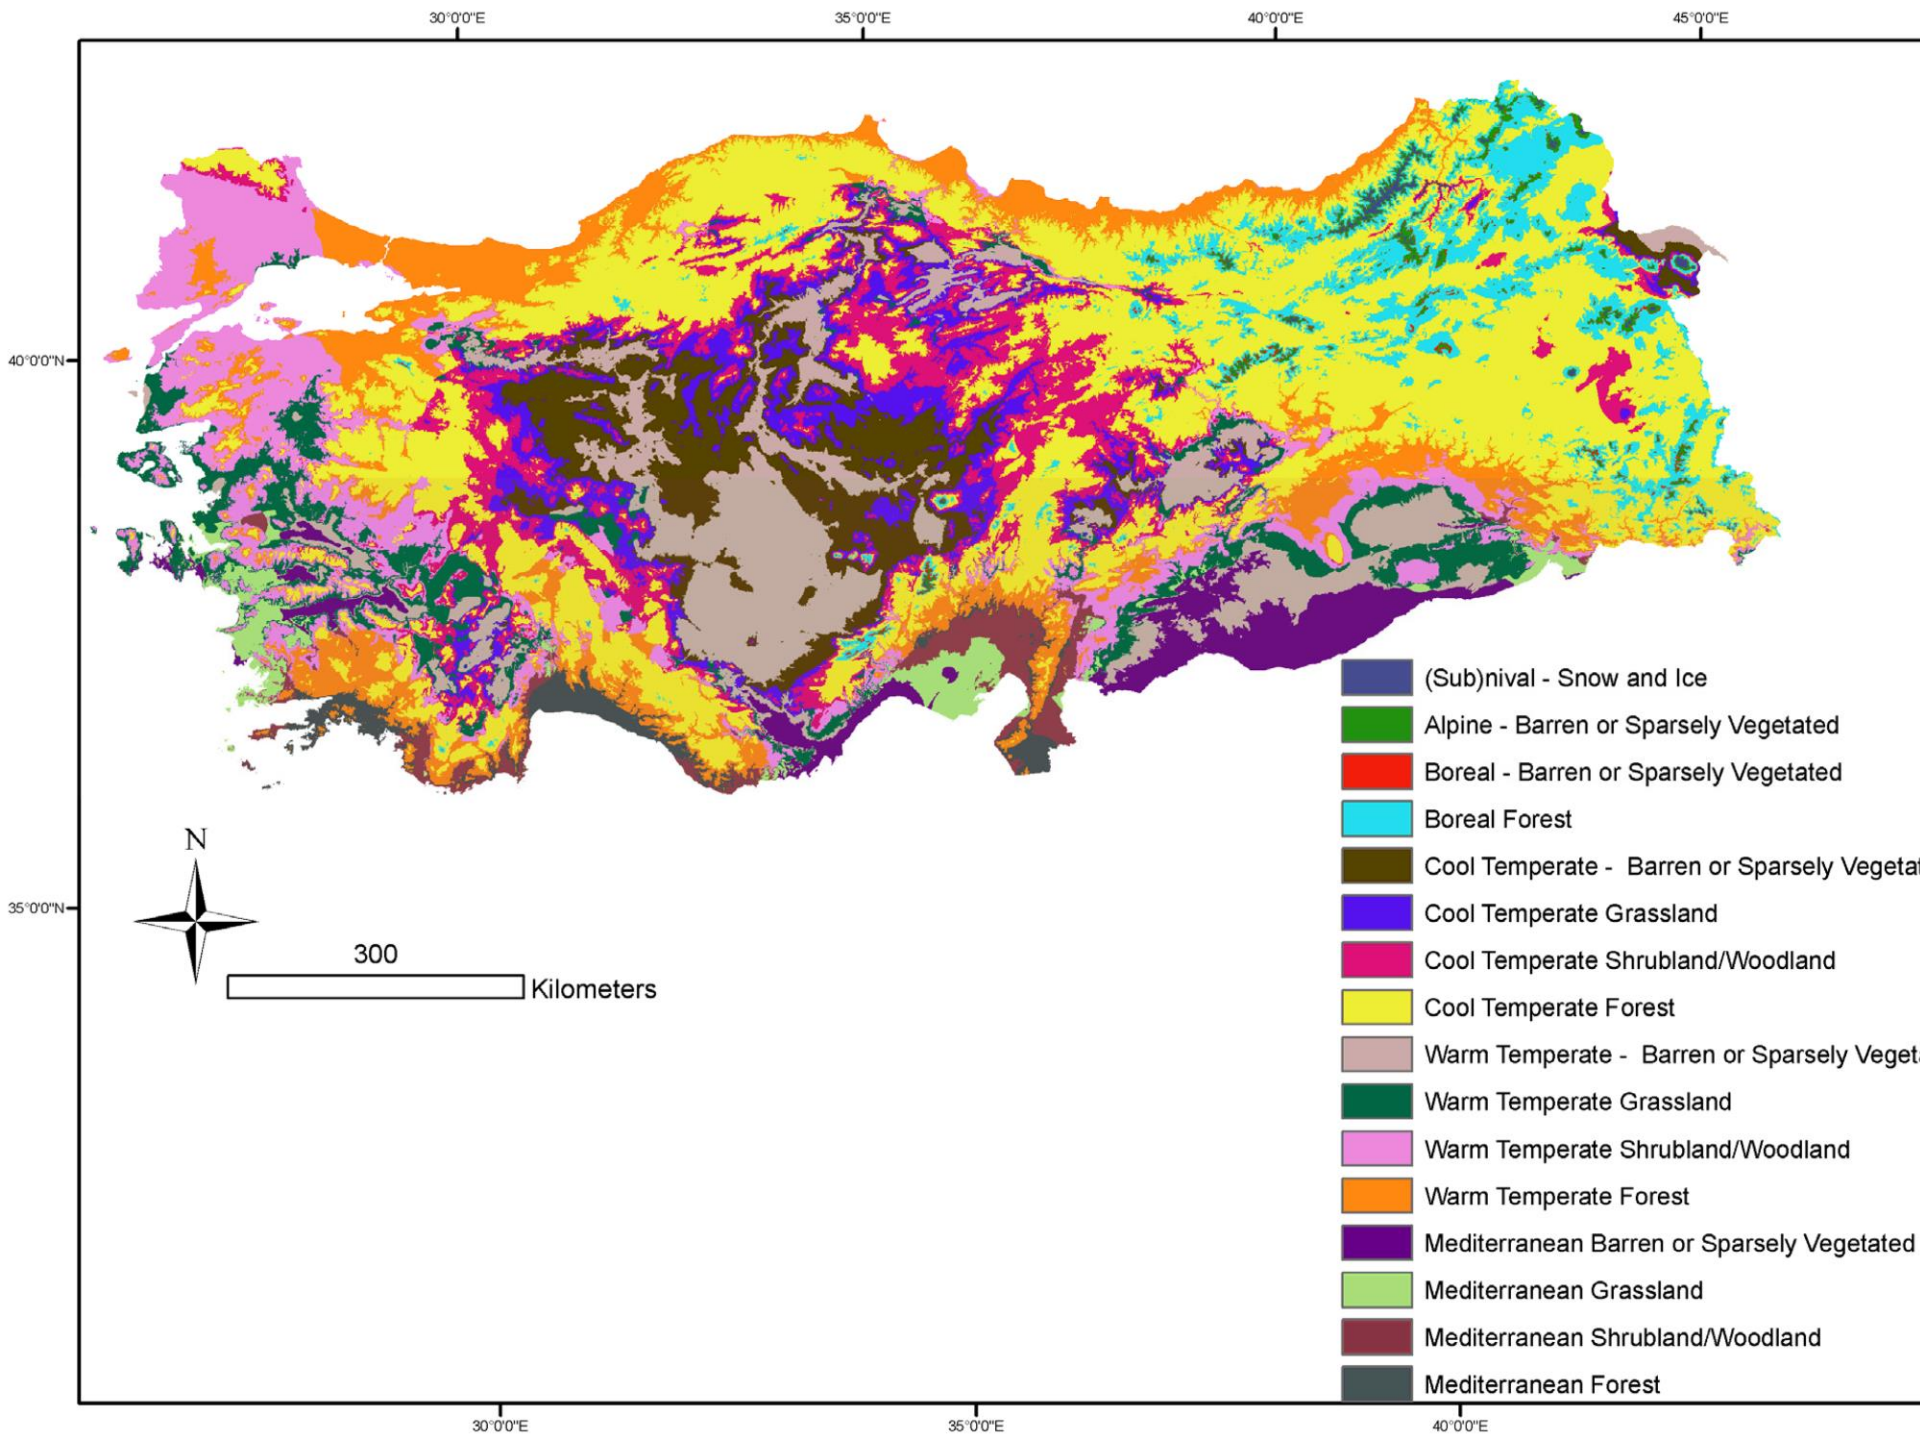 30°0'0"E 35°0'0"E 40°0'0"E 45°0'0"E
40°0'0"N
35°0'0"N
N
300
Kilometers
(Sub)nival - Snow and Ice
Alpine - Barren or Sparsely Vegetated
Boreal - Barren or Sparsely Vegetated
Boreal Forest
Cool Temperate - Barren or Sparsely Vegetat
Cool Temperate Grassland
Cool Temperate Shrubland/Woodland
Cool Temperate Forest
Warm Temperate - Barren or Sparsely Vegeta
Warm Temperate Grassland
Warm Temperate Shrubland/Woodland
Warm Temperate Forest
Mediterranean Barren or Sparsely Vegetated
Mediterranean Grassland
Mediterranean Shrubland/Woodland
Mediterranean Forest
30°0'0"E 35°0'0"E 40°0'0"E